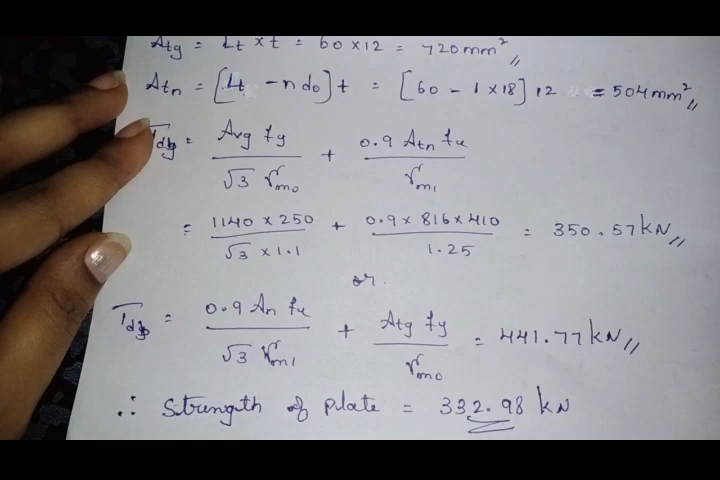 Atg = Lt x t = 60 x 12 = 720 mm²
Atn = [Lt - n do] t = [60 - 1 x 18] 12 = 504 mm²
Tdb = Avg fy / √3 γmo + 0.9 Atn fu / γm1
= 1140 x 250 / √3 x 1.1 + 0.9 x 816 x 410 / 1.25 = 350.57 kN
or
Tdb = 0.9 An fu / √3 γm1 + Atg fy / γmo = 441.77 kN
∴ Strength of plate = 332.98 kN